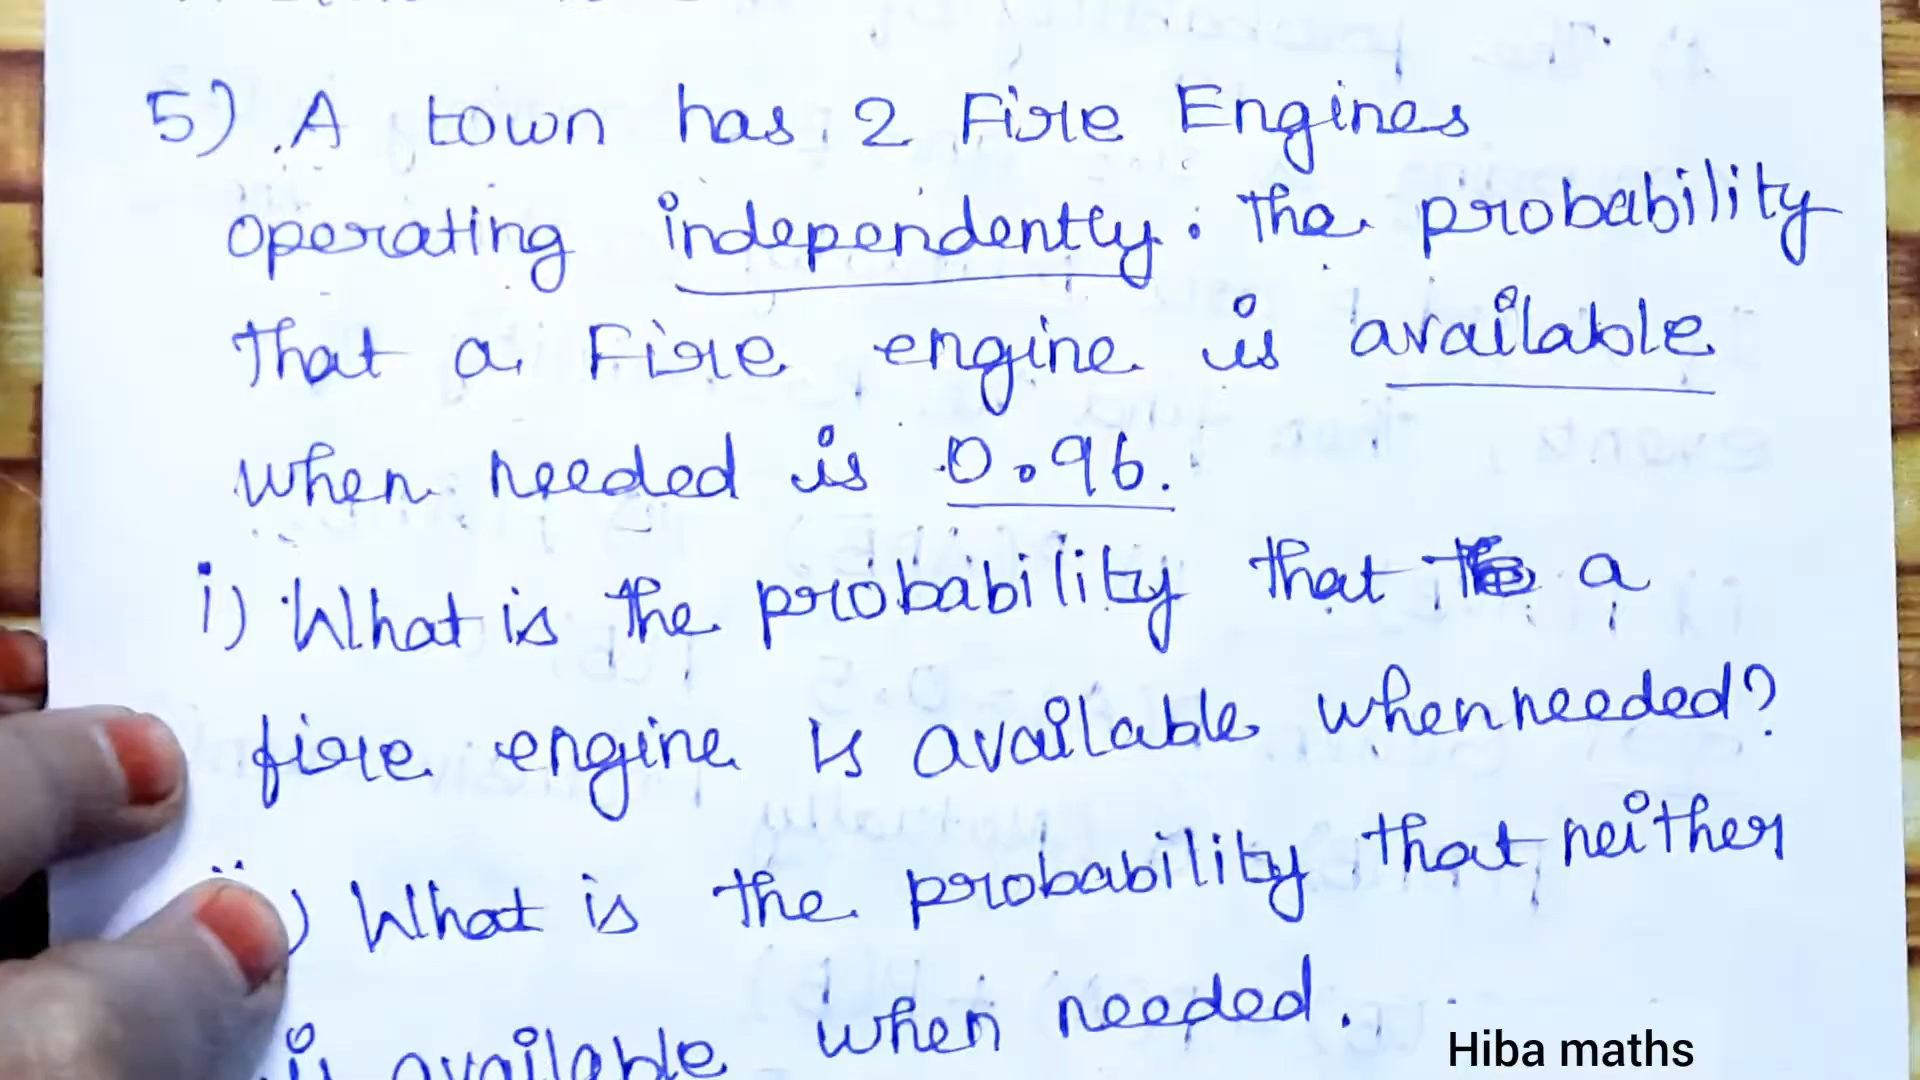 5) A town has 2 Fire Engines
operating independently. The probability
that a Fire engine is available
when needed is 0.96.
i) What is the probability that a
fire engine is available when needed?
ii) What is the probability that neither
is available when needed.
Hiba maths